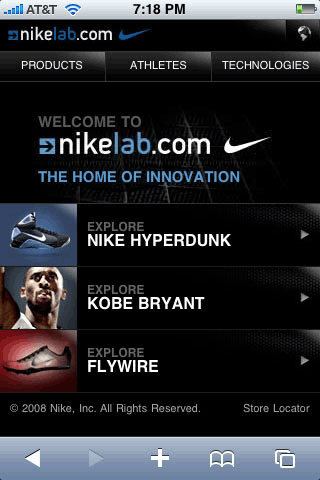 AT&T 7:18 PM
nikelab.com
PRODUCTS ATHLETES TECHNOLOGIES
WELCOME TO
nikelab.com
THE HOME OF INNOVATION
EXPLORE
NIKE HYPERDUNK
EXPLORE
KOBE BRYANT
EXPLORE
FLYWIRE
© 2008 Nike, Inc. All Rights Reserved. Store Locator